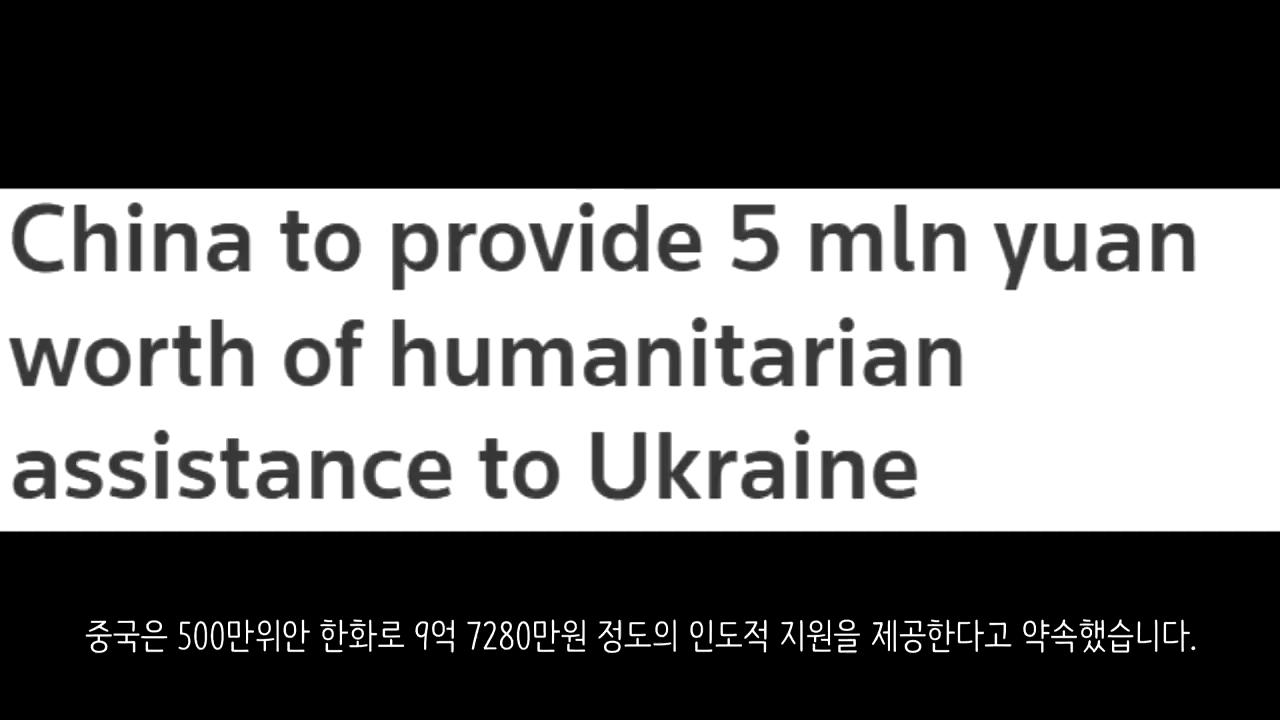 China to provide 5 mln yuan
worth of humanitarian
assistance to Ukraine
중국은 500만위안 한화로 9억 7280만원 정도의 인도적 지원을 제공한다고 약속했습니다.